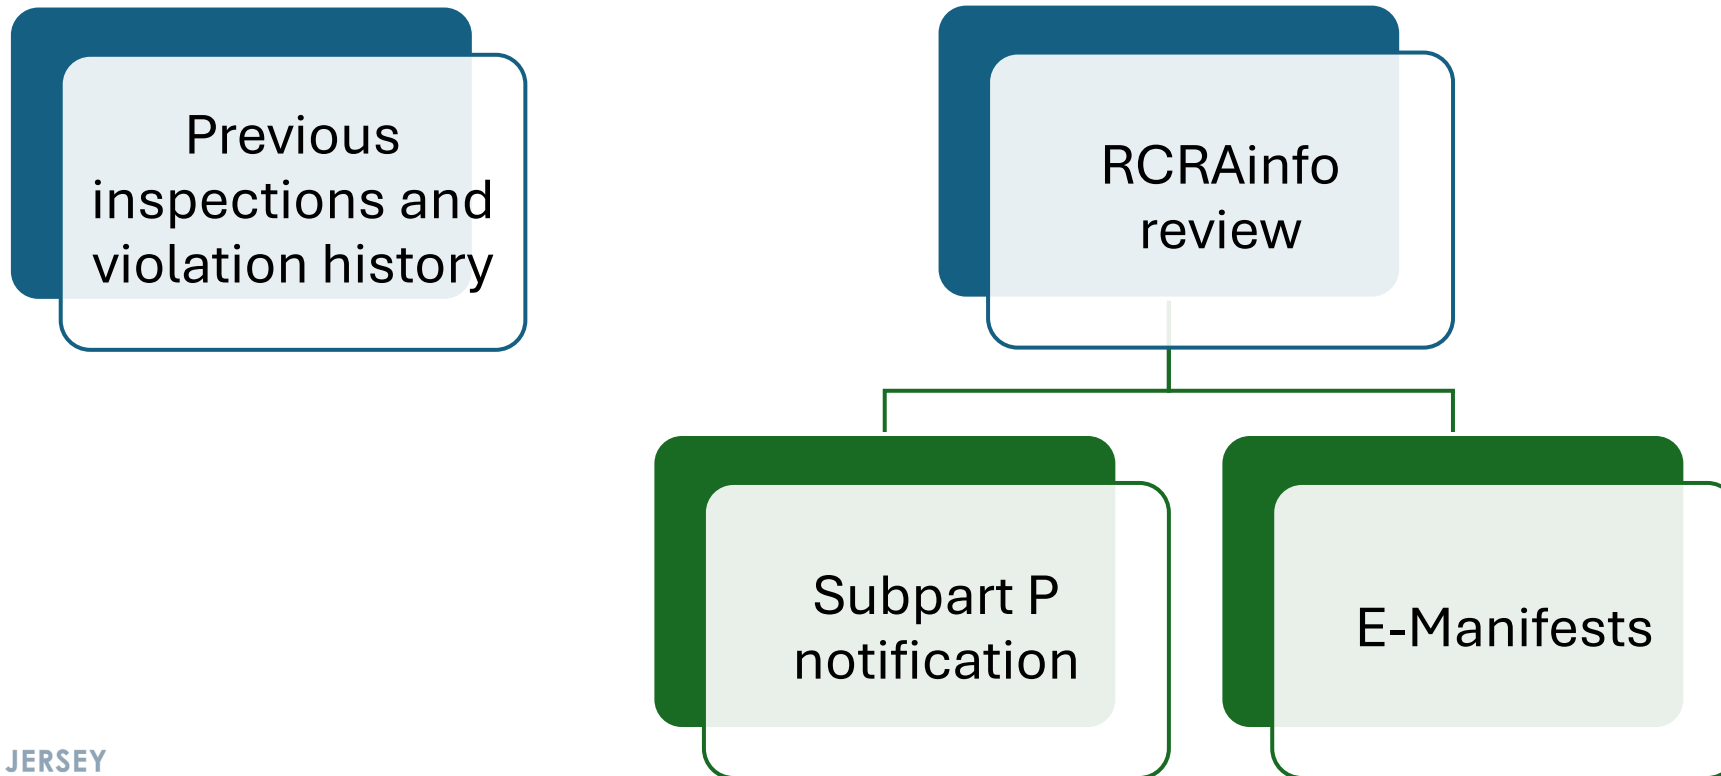 Previous
inspections and
violation history
RCRAinfo
review
Subpart P
notification
E-Manifests
JERSEY